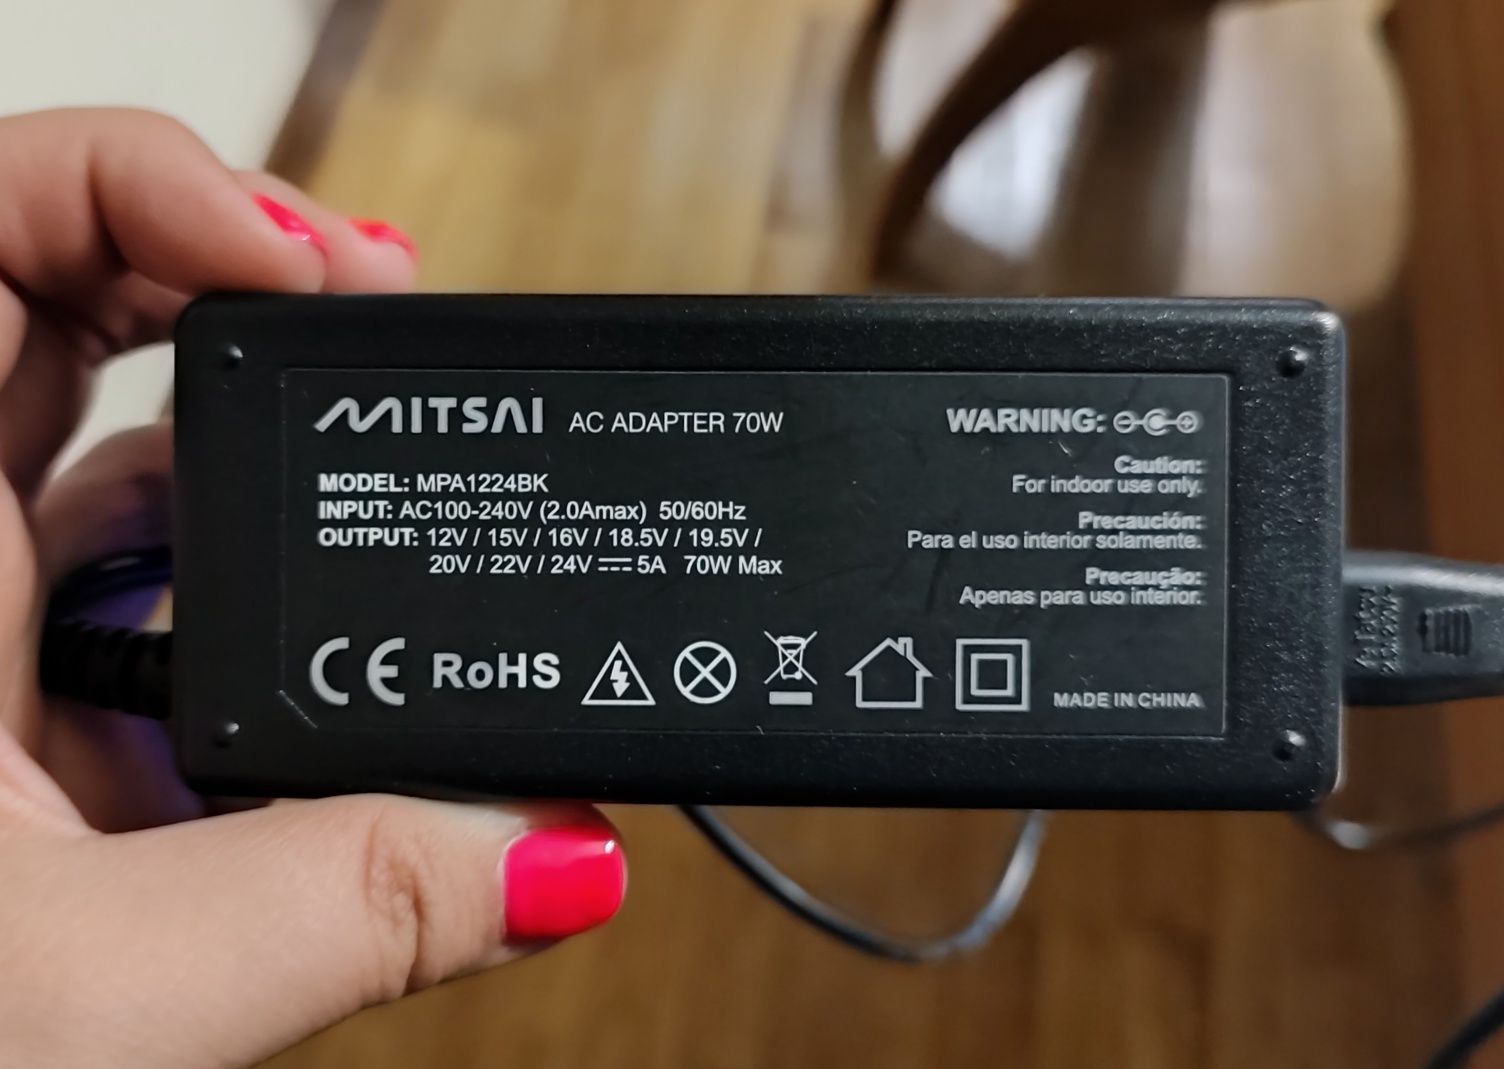 MITSAI AC ADAPTER 70W
MODEL: MPA1224BK
INPUT: AC100-240V (2.0Amax) 50/60Hz
OUTPUT: 12V / 15V / 16V / 18.5V / 19.5V /
20V / 22V / 24V ⎓ 5A 70W Max
WARNING:
Caution:
For indoor use only.
Precaución:
Para el uso interior solamente.
Precaução:
Apenas para uso interior.
CE RoHS
MADE IN CHINA